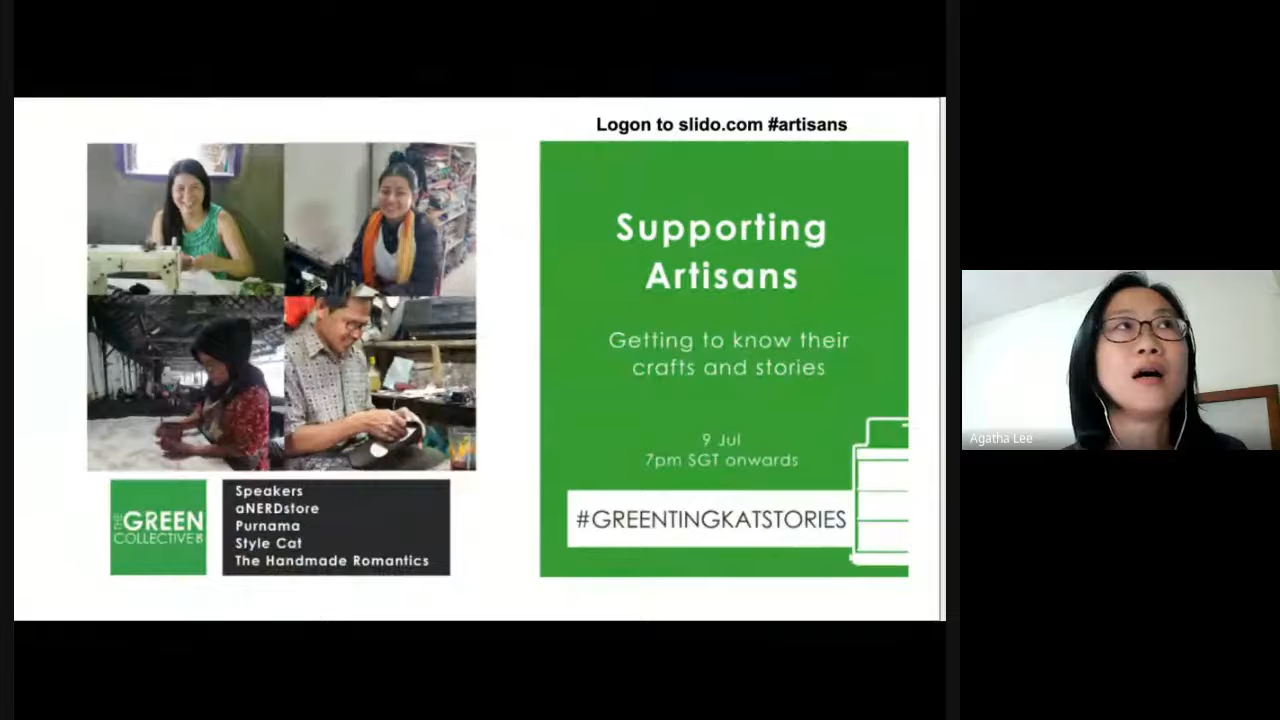 Logon to slido.com #artisans
Supporting
Artisans
Getting to know their
crafts and stories
9 Jul
7pm SGT onwards
#GREENTINGKATSTORIES
THE GREEN
COLLECTIVE SG
Speakers
aNERDstore
Purnama
Style Cat
The Handmade Romantics
Agatha Lee